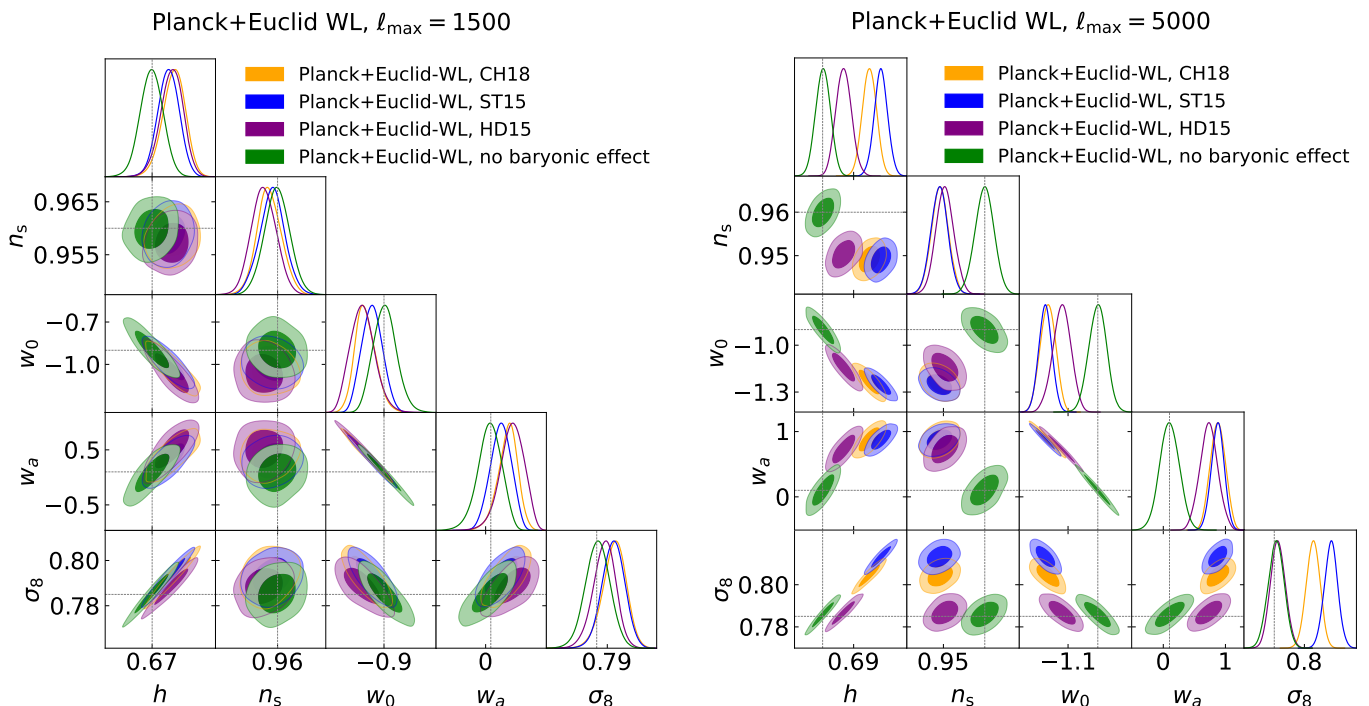 Planck+Euclid WL, ℓmax = 1500
Planck+Euclid-WL, CH18
Planck+Euclid-WL, ST15
Planck+Euclid-WL, HD15
Planck+Euclid-WL, no baryonic effect
0.965
0.955
ns
−0.7
−1.0
w0
0.5
−0.5
wa
0.80
0.78
σ8
0.67 0.96 −0.9 0 0.79
h ns w0 wa σ8
Planck+Euclid WL, ℓmax = 5000
Planck+Euclid-WL, CH18
Planck+Euclid-WL, ST15
Planck+Euclid-WL, HD15
Planck+Euclid-WL, no baryonic effect
0.96
0.95
ns
−1.0
−1.3
w0
1
0
wa
0.80
0.78
σ8
0.69 0.95 −1.1 0 1 0.8
h ns w0 wa σ8